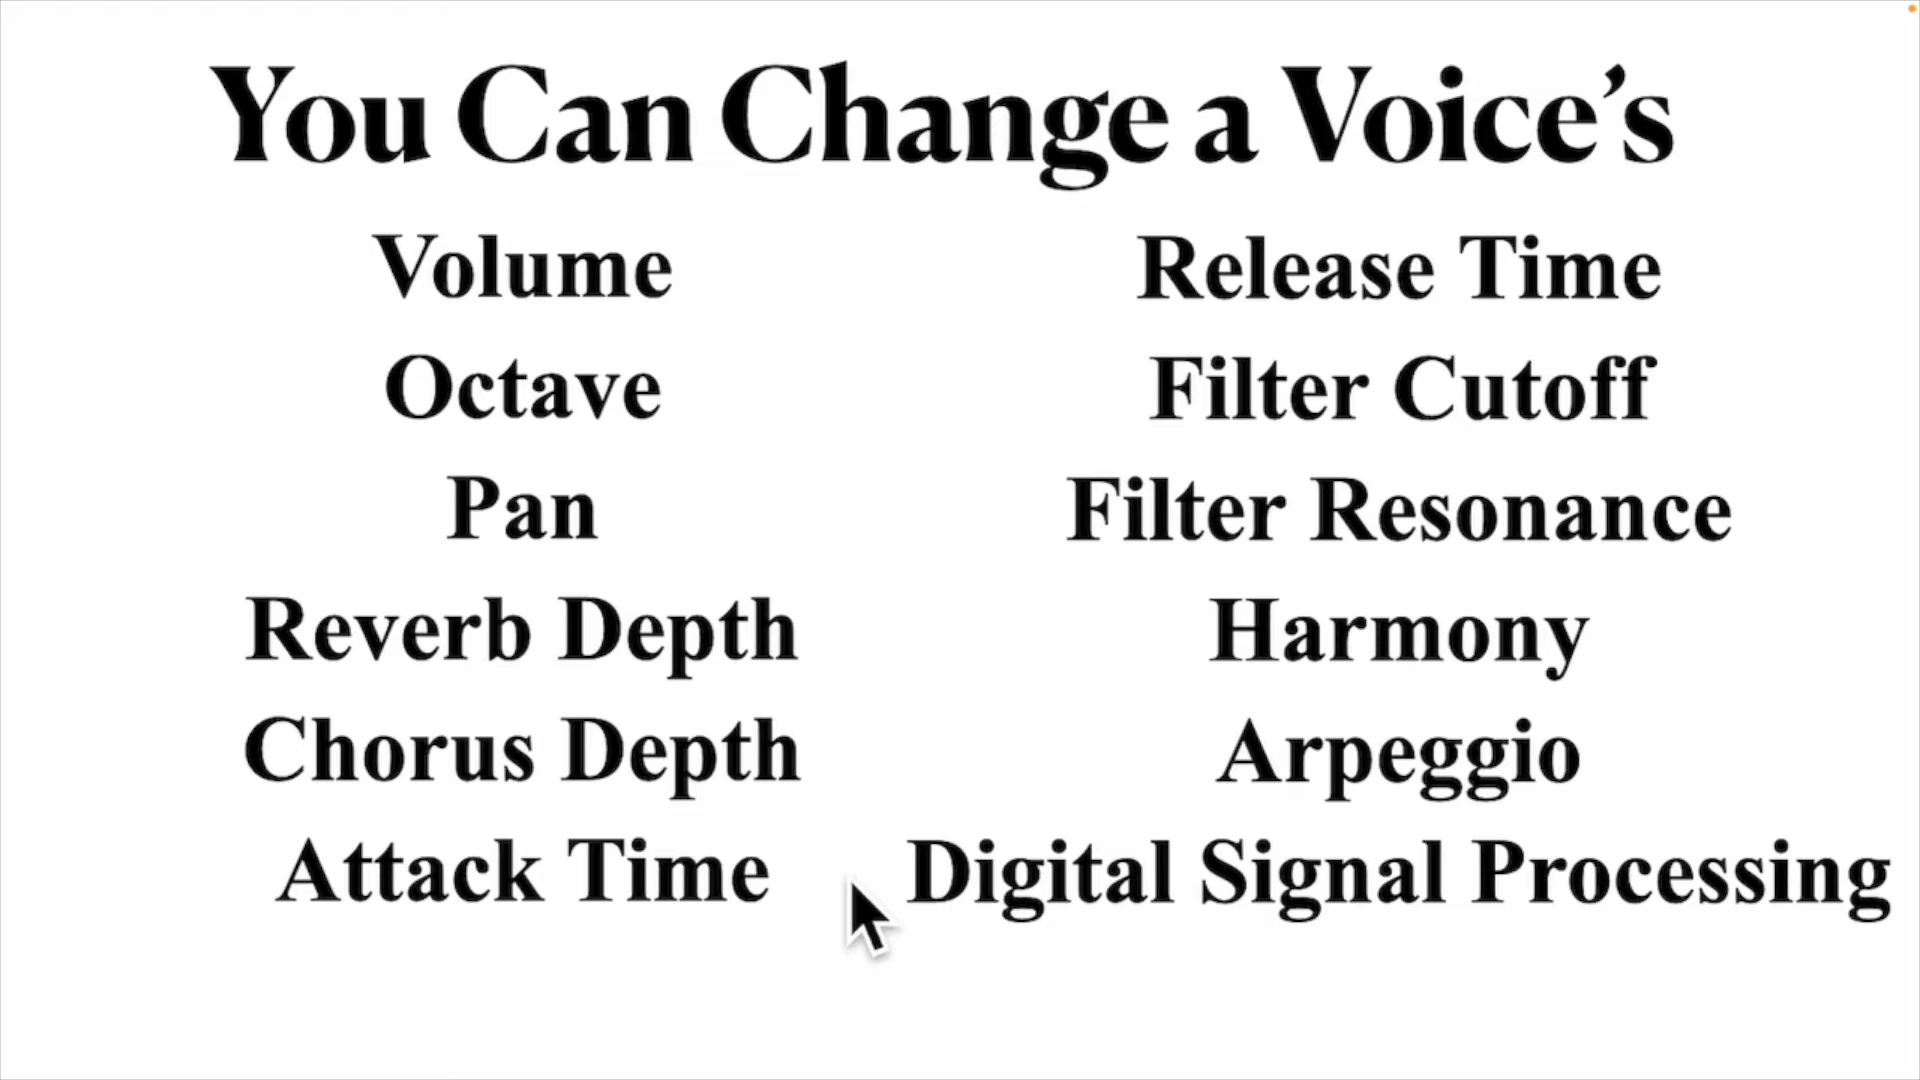 You Can Change a Voice’s
Volume
Octave
Pan
Reverb Depth
Chorus Depth
Attack Time
Release Time
Filter Cutoff
Filter Resonance
Harmony
Arpeggio
Digital Signal Processing